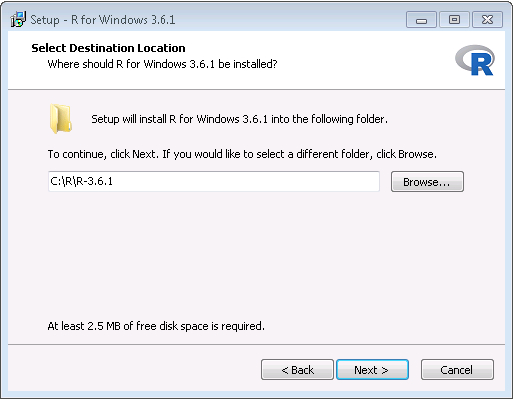 Setup - R for Windows 3.6.1
Select Destination Location
Where should R for Windows 3.6.1 be installed?
R
Setup will install R for Windows 3.6.1 into the following folder.
To continue, click Next. If you would like to select a different folder, click Browse.
C:\R\R-3.6.1
Browse...
At least 2.5 MB of free disk space is required.
< Back
Next >
Cancel